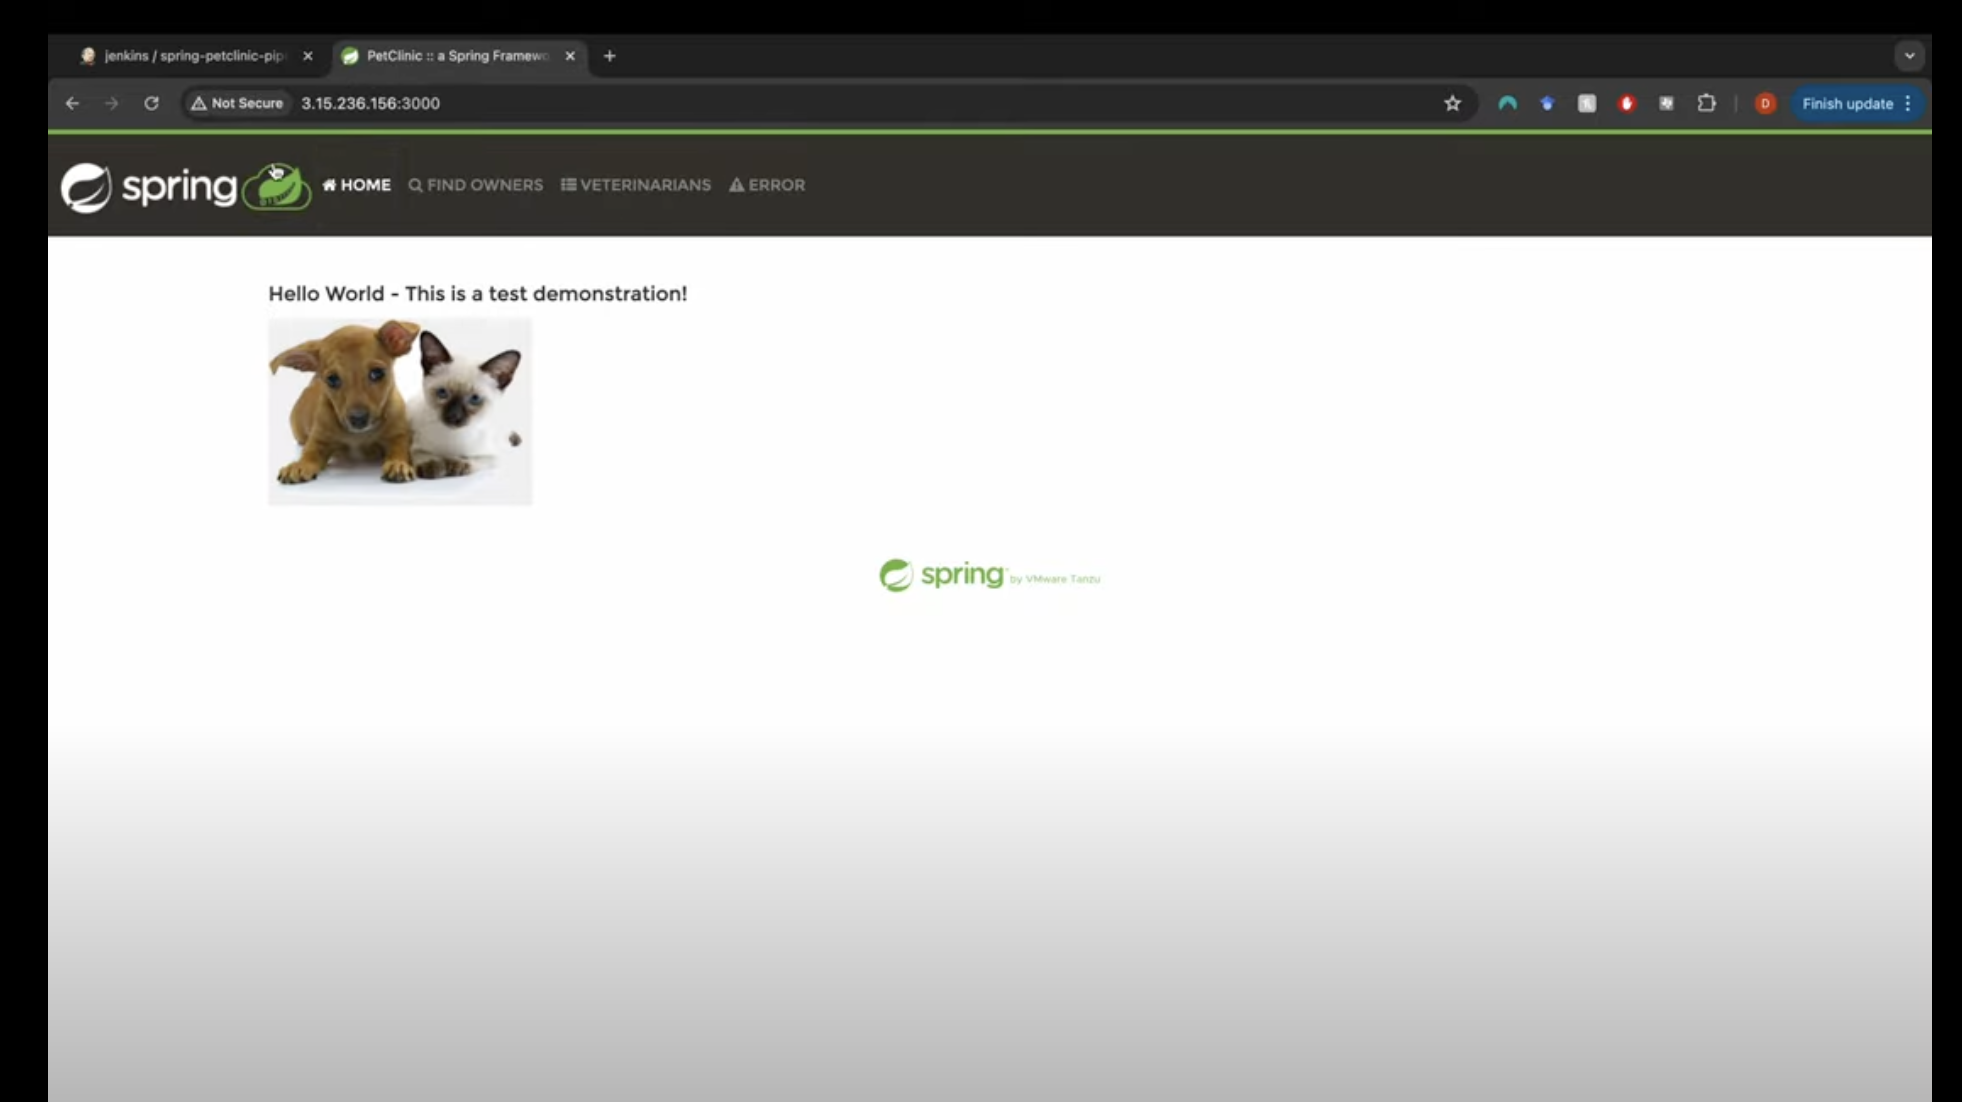 jenkins / spring-petclinic-pip
PetClinic :: a Spring Framewo
Not Secure 3.15.236.156:3000
D
Finish update
spring HOME FIND OWNERS VETERINARIANS ERROR
Hello World - This is a test demonstration!
spring by VMware Tanzu